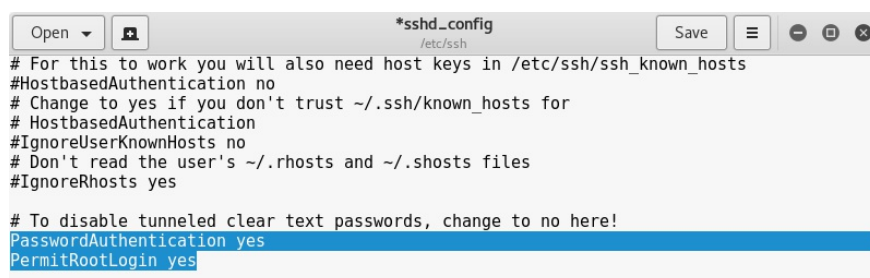 Open
*sshd_config
/etc/ssh
Save
# For this to work you will also need host keys in /etc/ssh/ssh_known_hosts
#HostbasedAuthentication no
# Change to yes if you don't trust ~/.ssh/known_hosts for
# HostbasedAuthentication
#IgnoreUserKnownHosts no
# Don't read the user's ~/.rhosts and ~/.shosts files
#IgnoreRhosts yes
# To disable tunneled clear text passwords, change to no here!
PasswordAuthentication yes
PermitRootLogin yes